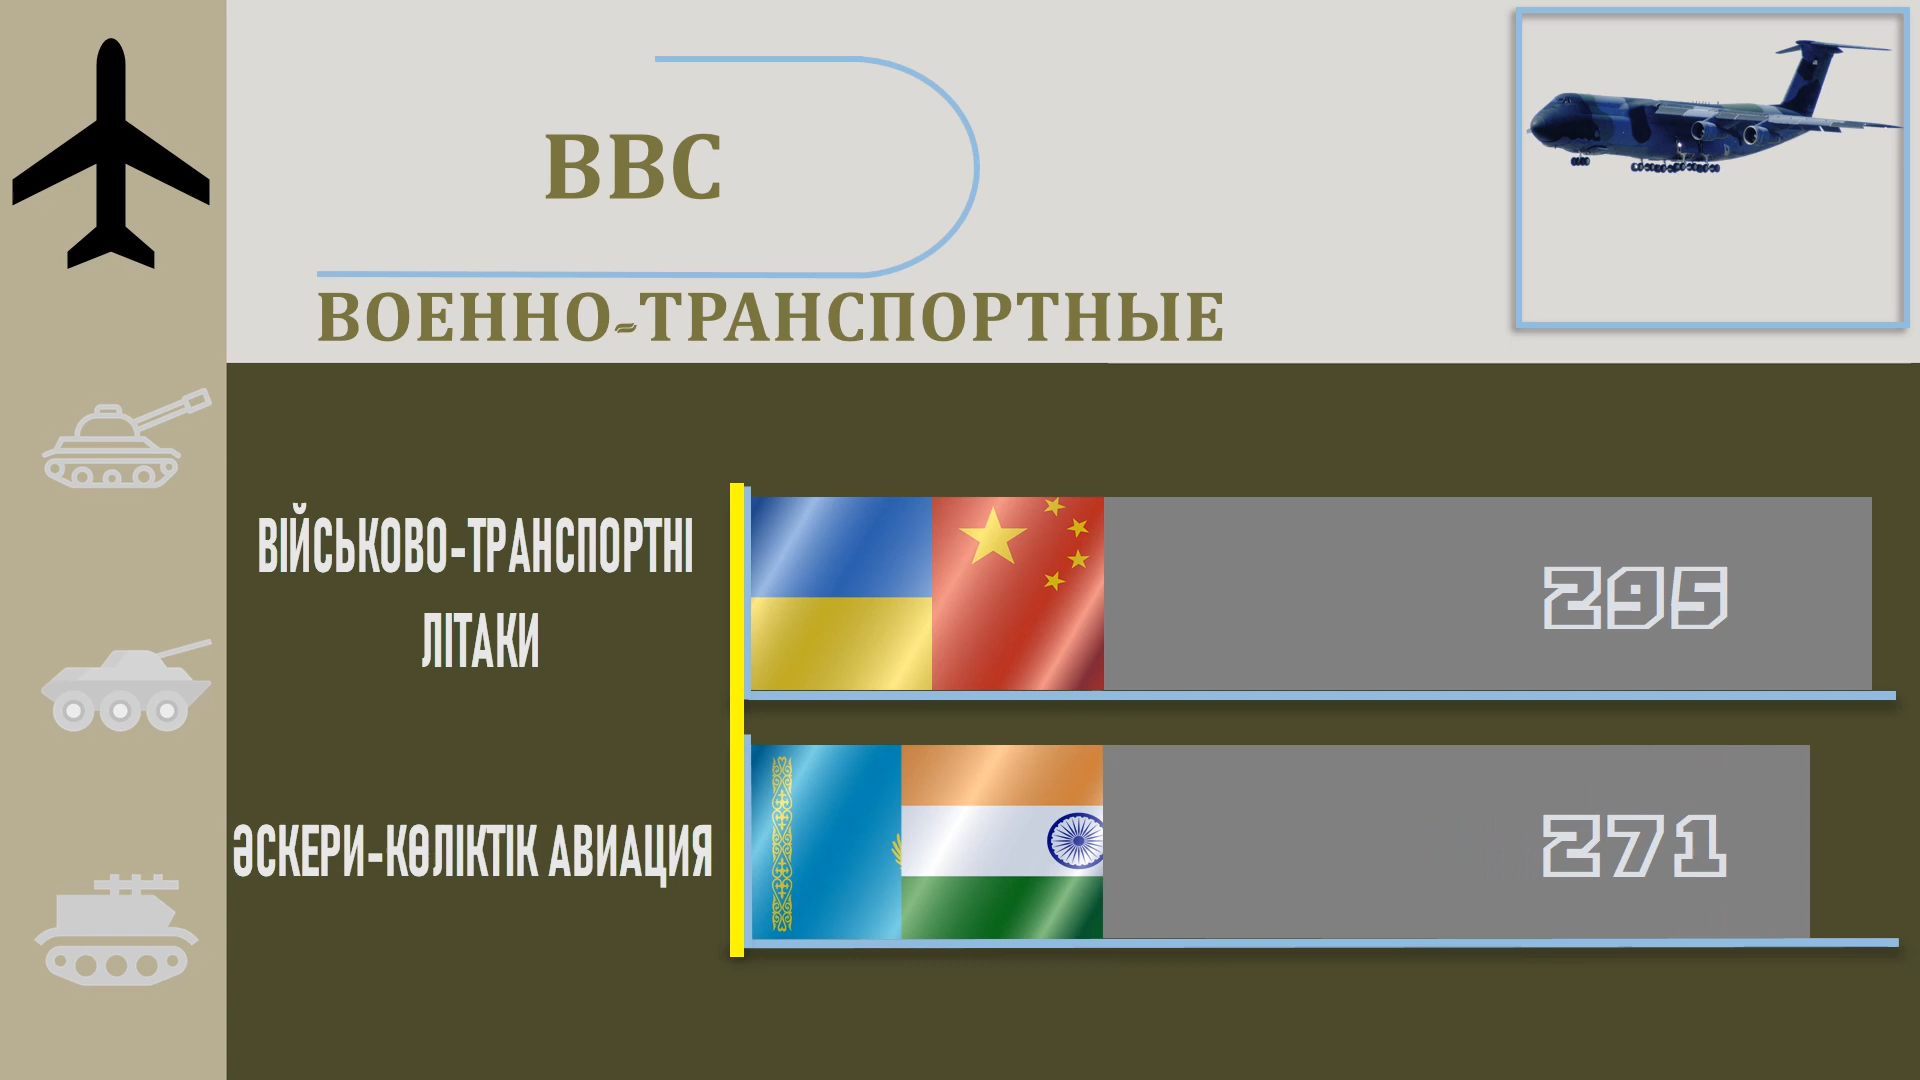 ВВС
ВОЕННО-ТРАНСПОРТНЫЕ
ВІЙСЬКОВО-ТРАНСПОРТНІ
ЛІТАКИ
295
ӘСКЕРИ-КӨЛІКТІК АВИАЦИЯ
271